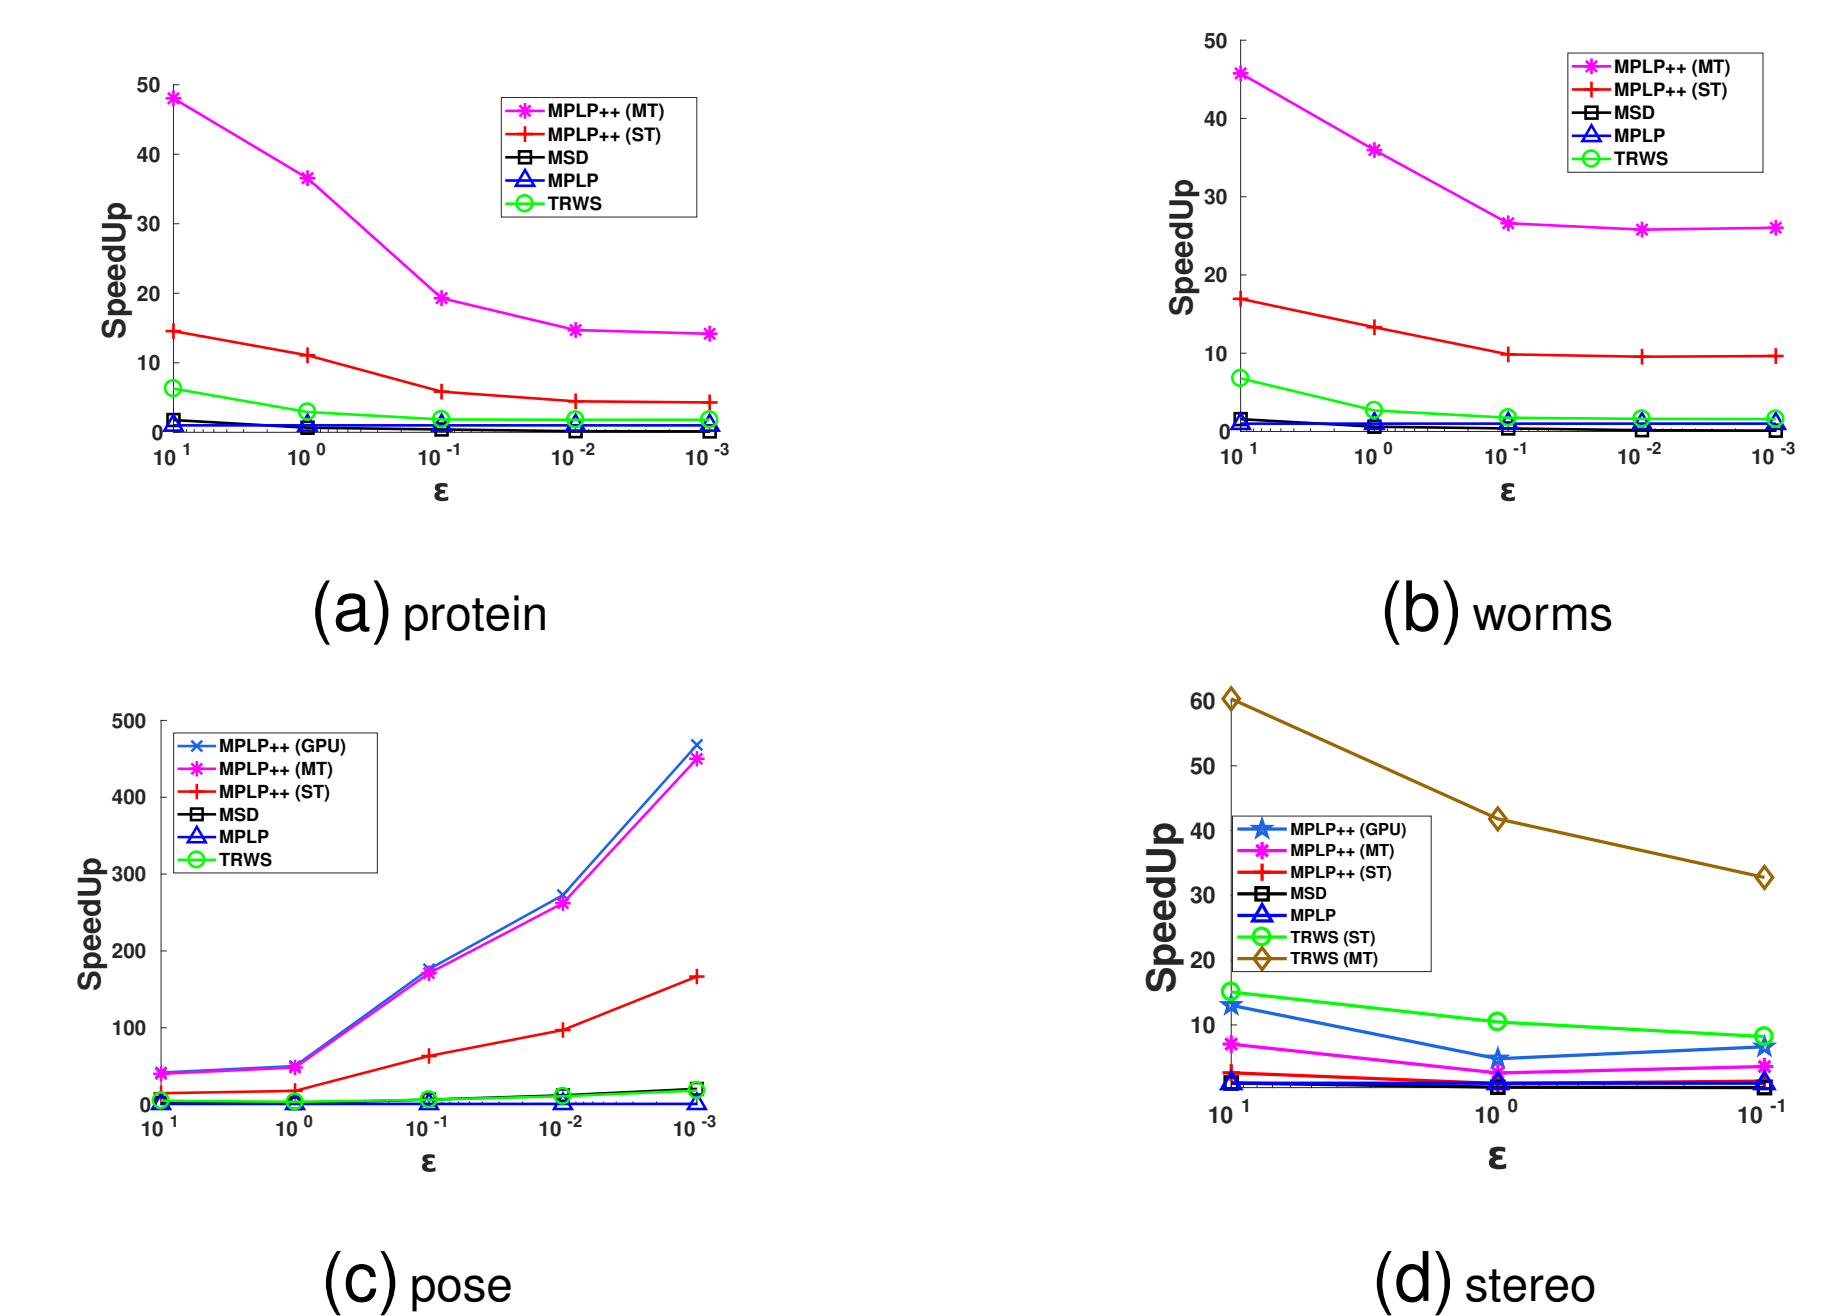 50
40
30
20
10
0
SpeedUp
MPLP++ (MT)
MPLP++ (ST)
MSD
MPLP
TRWS
10^1 10^0 10^-1 10^-2 10^-3
ε
(a) protein
50
40
30
20
10
0
SpeedUp
MPLP++ (MT)
MPLP++ (ST)
MSD
MPLP
TRWS
10^1 10^0 10^-1 10^-2 10^-3
ε
(b) worms
500
400
300
200
100
0
SpeedUp
MPLP++ (GPU)
MPLP++ (MT)
MPLP++ (ST)
MSD
MPLP
TRWS
10^1 10^0 10^-1 10^-2 10^-3
ε
(c) pose
60
50
40
30
20
10
SpeedUp
MPLP++ (GPU)
MPLP++ (MT)
MPLP++ (ST)
MSD
MPLP
TRWS (ST)
TRWS (MT)
10^1 10^0 10^-1
ε
(d) stereo